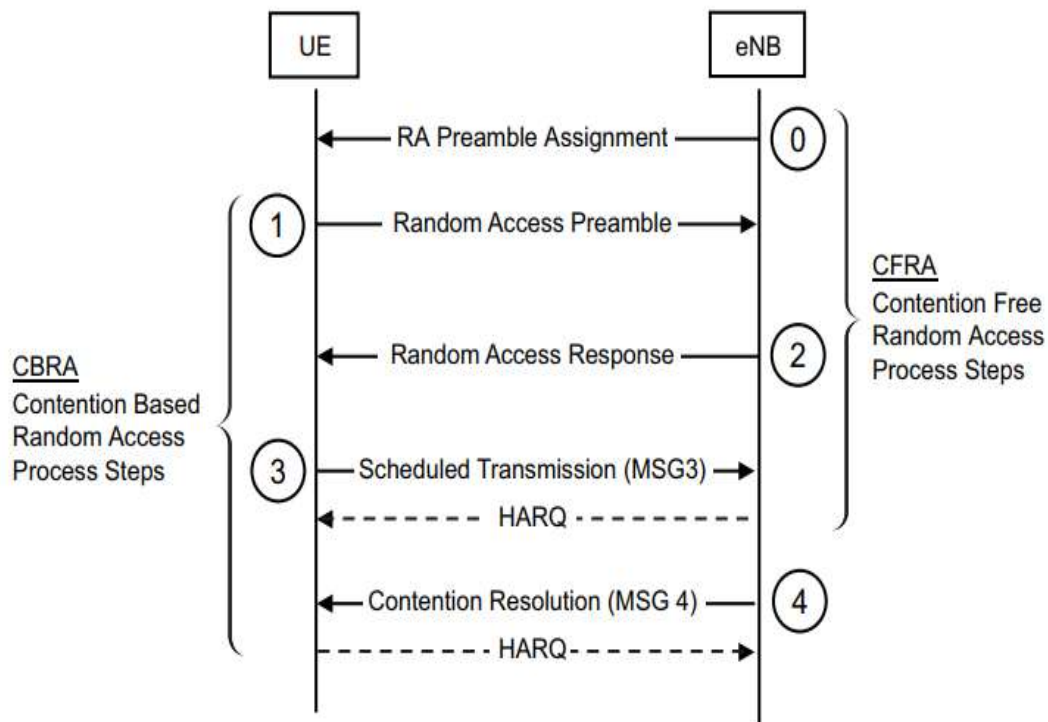 UE
eNB
RA Preamble Assignment
0
1
Random Access Preamble
CFRA
Contention Free
Random Access
Process Steps
Random Access Response
2
CBRA
Contention Based
Random Access
Process Steps
3
Scheduled Transmission (MSG3)
HARQ
Contention Resolution (MSG 4)
4
HARQ